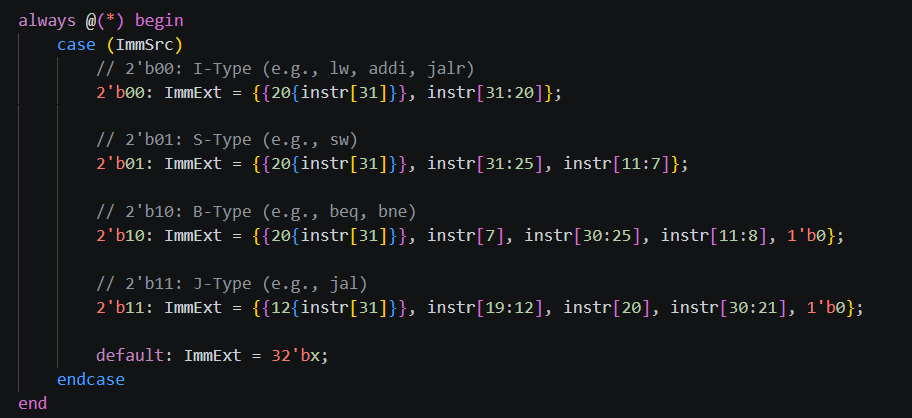 always @(*) begin
case (ImmSrc)
// 2'b00: I-Type (e.g., lw, addi, jalr)
2'b00: ImmExt = {{20{instr[31]}}, instr[31:20]};
// 2'b01: S-Type (e.g., sw)
2'b01: ImmExt = {{20{instr[31]}}, instr[31:25], instr[11:7]};
// 2'b10: B-Type (e.g., beq, bne)
2'b10: ImmExt = {{20{instr[31]}}, instr[7], instr[30:25], instr[11:8], 1'b0};
// 2'b11: J-Type (e.g., jal)
2'b11: ImmExt = {{12{instr[31]}}, instr[19:12], instr[20], instr[30:21], 1'b0};
default: ImmExt = 32'bx;
endcase
end